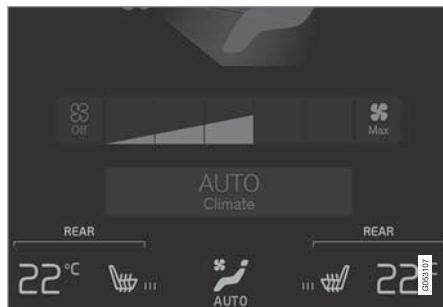 Off
Max
AUTO
Climate
REAR REAR
22°C 22°C
AUTO
G053107